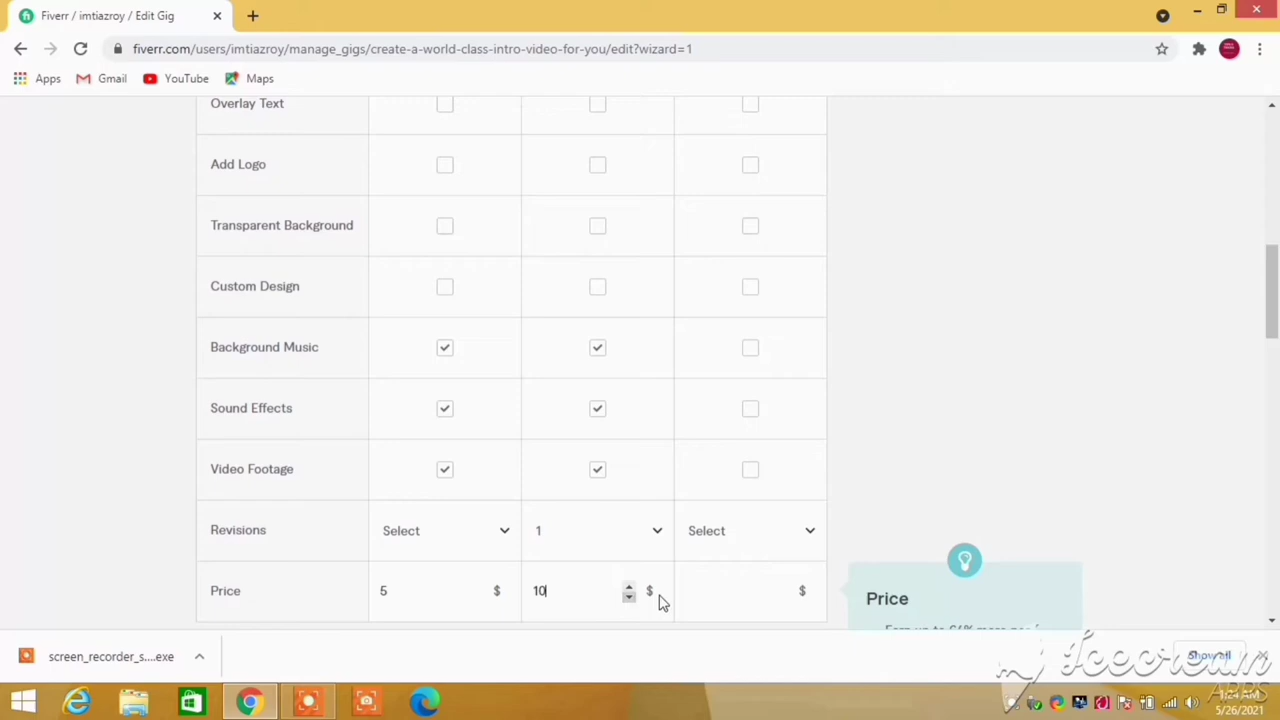 Fiverr / imtiazroy / Edit Gig
fiverr.com/users/imtiazroy/manage_gigs/create-a-world-class-intro-video-for-you/edit?wizard=1
Apps Gmail YouTube Maps
Overlay Text
Add Logo
Transparent Background
Custom Design
Background Music
Sound Effects
Video Footage
Revisions Select 1 Select
Price 5 $ 10 $ $
Price
screen_recorder_s....exe
Show all
Icecream
APPS
1:24 AM
5/26/2021